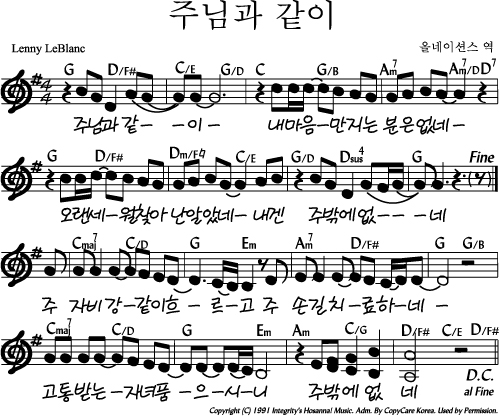 주님과 같이
Lenny LeBlanc 올네이션스 역
G D/F# C/E G/D C G/B Am7 Am7/D D7
주님과 같 - - 이 - 내마음 - 만지는 분은없네 -
G D/F# Dm/F C/E G/D Dsus4 G Fine
오랜세 - 월찾아 난알았네 - 내겐 주밖에없 - - - 네
Cmaj7 C/D G Em Am7 D/F# G G/B
주 자비강 - 같이흐 - 르 - 고 주 손길치 - 료하 - 네 -
Cmaj7 C/D G Em Am C/G D/F# C/E D/F#
고통받는 - 자녀품 - 으 - 시 - 니 주밖에없 네 D.C.
al Fine
Copyright (C) 1991 Integrity's Hosanna! Music. Adm. By CopyCare Korea. Used by Permission.